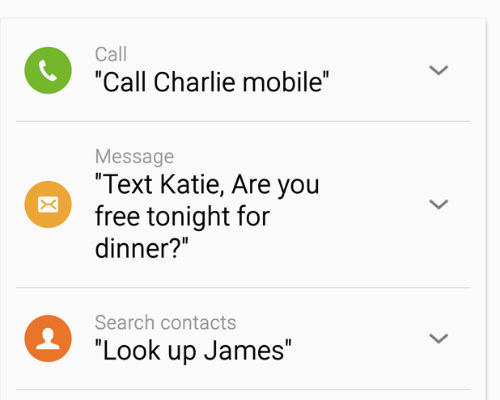 Call
"Call Charlie mobile"
Message
"Text Katie, Are you
free tonight for
dinner?"
Search contacts
"Look up James"